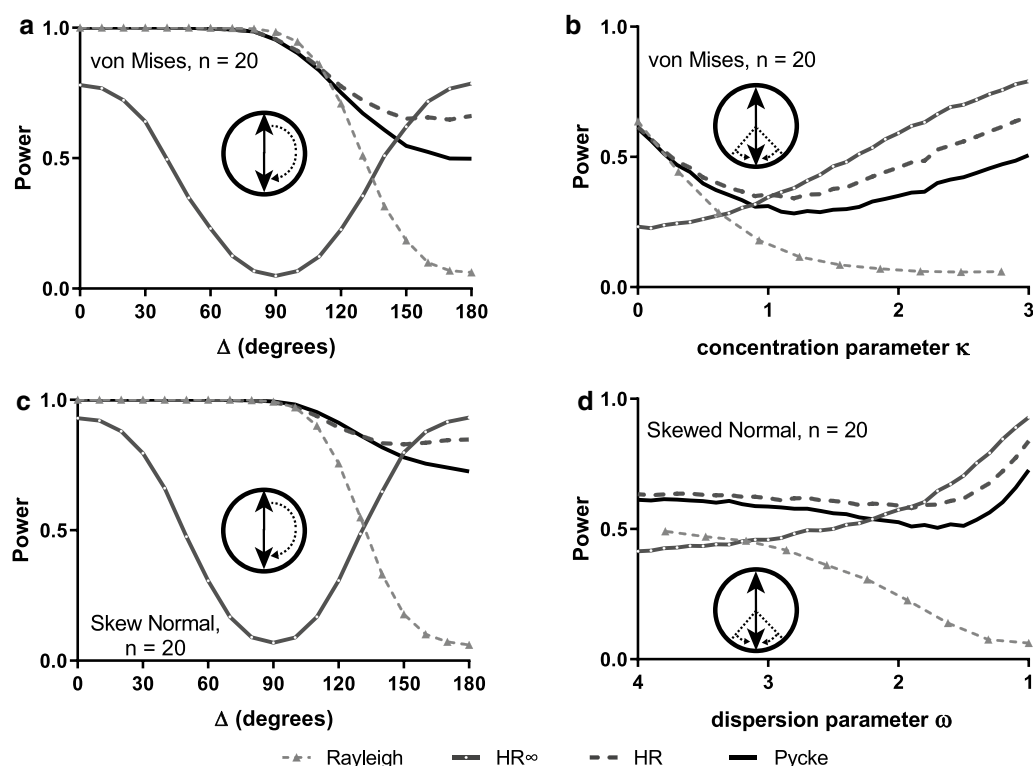 a
1.0
0.5
0.0
Power
von Mises, n = 20
0 30 60 90 120 150 180
Δ (degrees)
b
1.0
0.5
0.0
Power
von Mises, n = 20
0 1 2 3
concentration parameter κ
c
1.0
0.5
0.0
Power
Skew Normal,
n = 20
0 30 60 90 120 150 180
Δ (degrees)
d
1.0
0.5
0.0
Power
Skewed Normal, n = 20
4 3 2 1
dispersion parameter ω
Rayleigh HR∞ HR Pycke